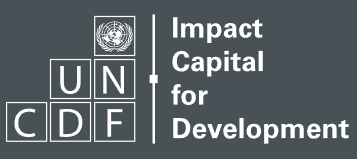 UN
CDF
Impact
Capital
for
Development